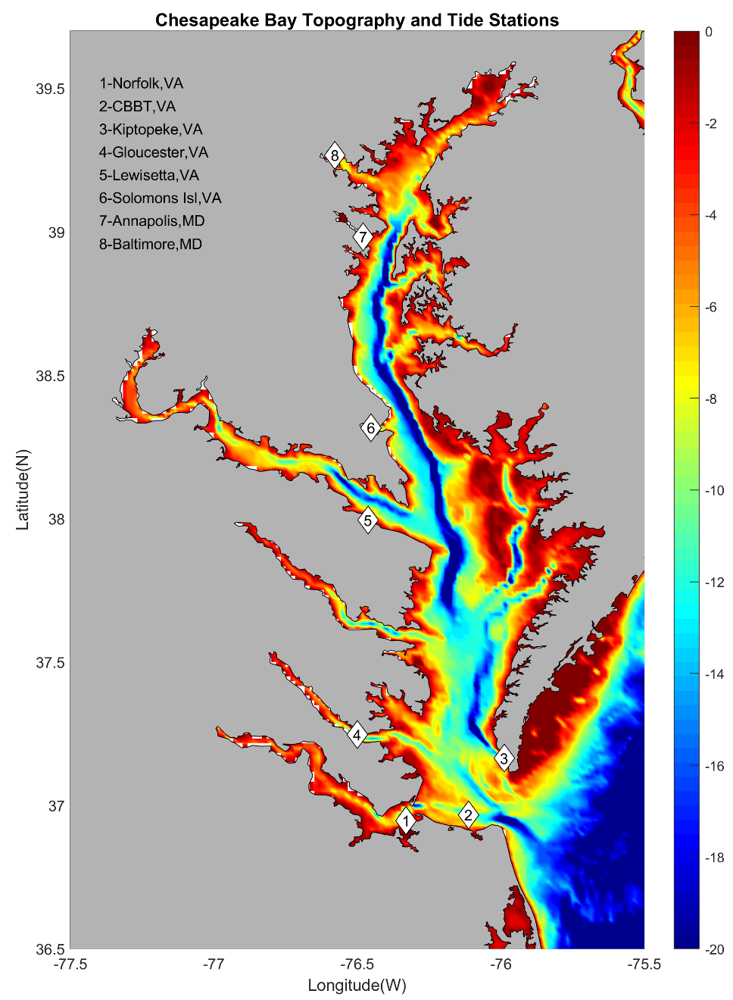 Chesapeake Bay Topography and Tide Stations
1-Norfolk,VA
2-CBBT,VA
3-Kiptopeke,VA
4-Gloucester,VA
5-Lewisetta,VA
6-Solomons Isl,VA
7-Annapolis,MD
8-Baltimore,MD
39.5
39
38.5
38
37.5
37
36.5
Latitude(N)
8
7
6
5
4
3
2
1
-77.5
-77
-76.5
-76
-75.5
Longitude(W)
0
-2
-4
-6
-8
-10
-12
-14
-16
-18
-20